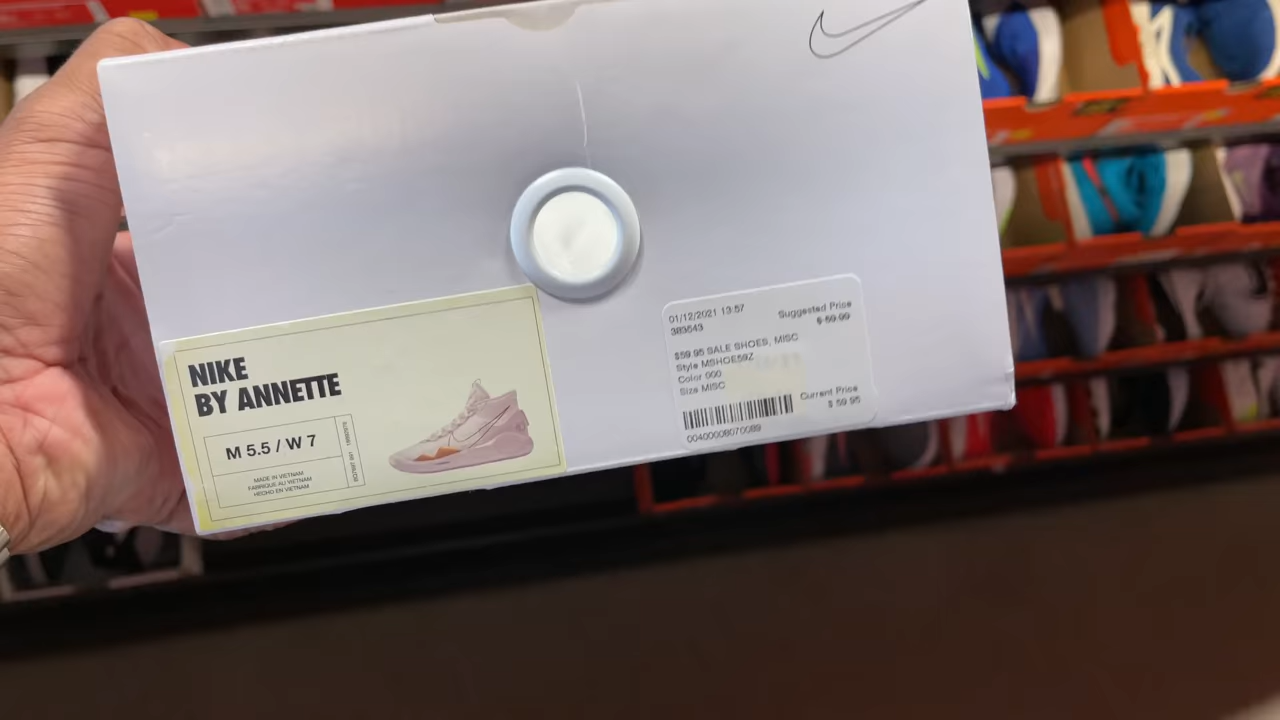 NIKE
BY ANNETTE
M 5.5 / W 7
MADE IN VIETNAM
FABRIQUE AU VIETNAM
HECHO EN VIETNAM
01/12/2021 13:57
Suggested Price
383543
$ 59.99
$59.95 SALE SHOES, MISC
Style MSHOE59Z
Color 000
Size MISC
Current Price
$ 59.95
00400008070089